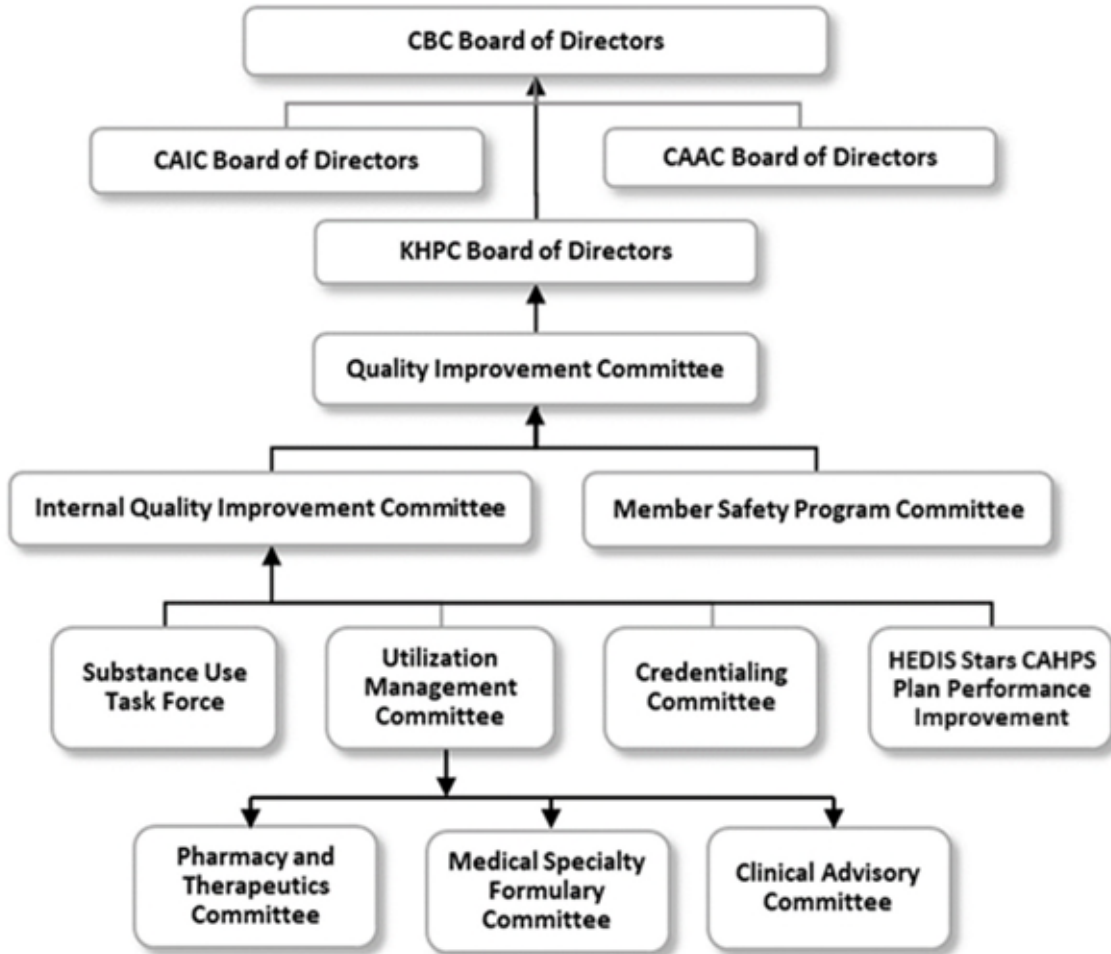 CBC Board of Directors
CAIC Board of Directors
CAAC Board of Directors
KHPC Board of Directors
Quality Improvement Committee
Internal Quality Improvement Committee
Member Safety Program Committee
Substance Use
Task Force
Utilization
Management
Committee
Credentialing
Committee
HEDIS Stars CAHPS
Plan Performance
Improvement
Pharmacy and
Therapeutics
Committee
Medical Specialty
Formulary
Committee
Clinical Advisory
Committee